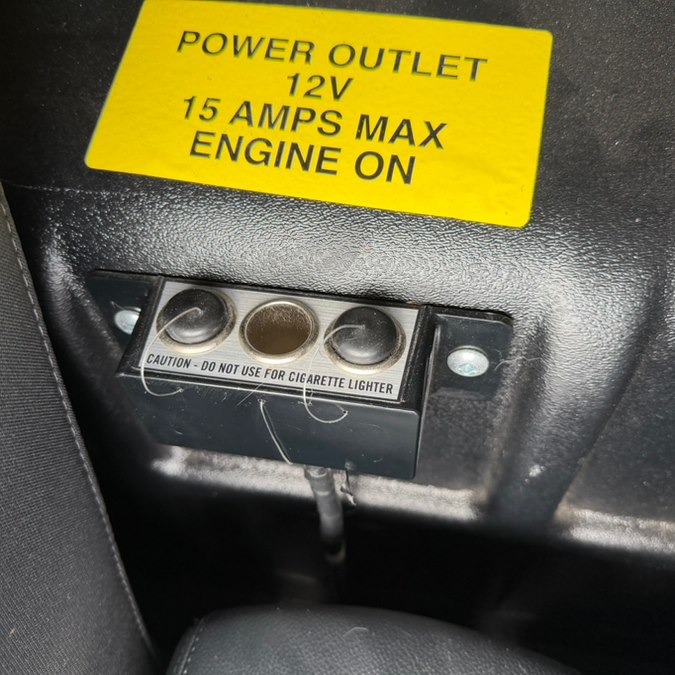 POWER OUTLET
12V
15 AMPS MAX
ENGINE ON
CAUTION - DO NOT USE FOR CIGARETTE LIGHTER